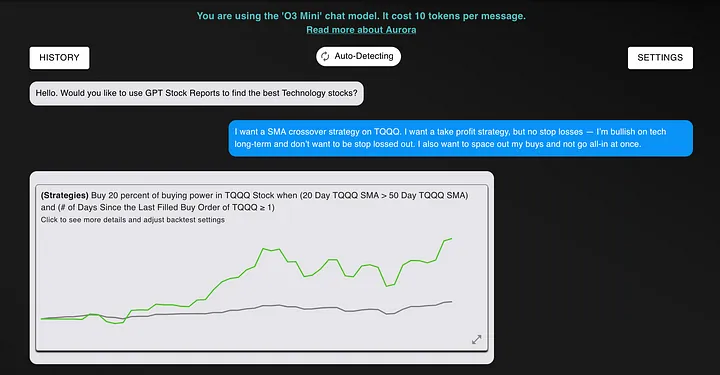 You are using the 'O3 Mini' chat model. It cost 10 tokens per message.
Read more about Aurora
HISTORY
Auto-Detecting
SETTINGS
Hello. Would you like to use GPT Stock Reports to find the best Technology stocks?
I want a SMA crossover strategy on TQQQ. I want a take profit strategy, but no stop losses — I'm bullish on tech
long-term and don't want to be stop lossed out. I also want to space out my buys and not go all-in at once.
(Strategies) Buy 20 percent of buying power in TQQQ Stock when (20 Day TQQQ SMA > 50 Day TQQQ SMA)
and (# of Days Since the Last Filled Buy Order of TQQQ ≥ 1)
Click to see more details and adjust backtest settings